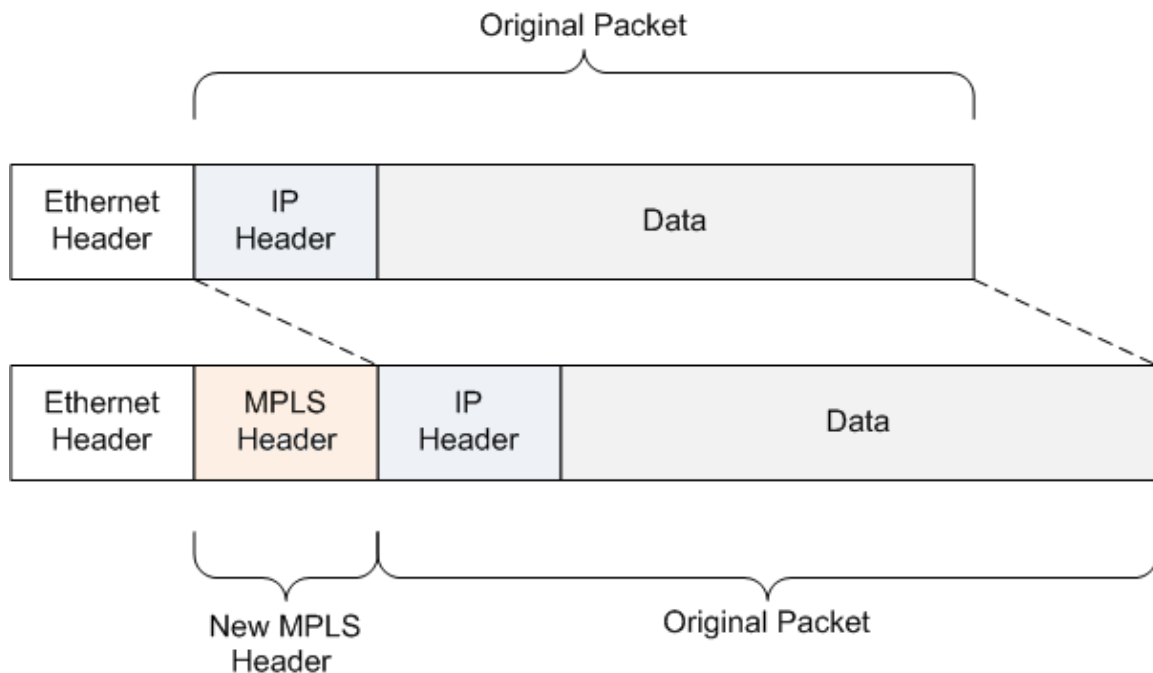 Original Packet
Ethernet
Header
IP
Header
Data
Ethernet
Header
MPLS
Header
IP
Header
Data
New MPLS
Header
Original Packet